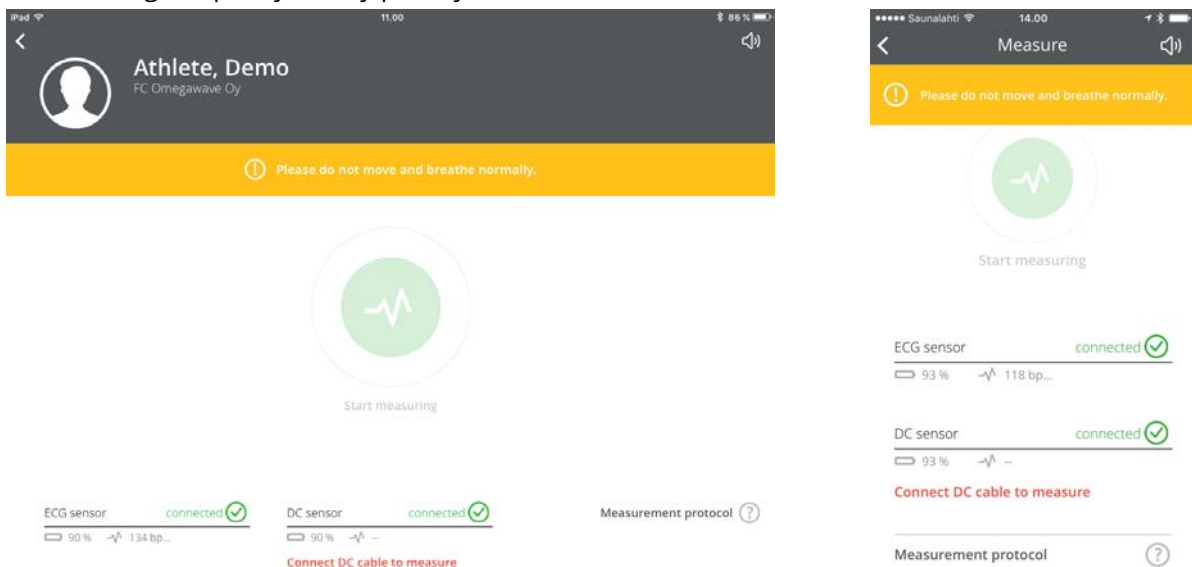 iPad 11.00 86 %
Athlete, Demo
FC Omegawave Oy
Please do not move and breathe normally.
Start measuring
ECG sensor connected
90 % 134 bp...
DC sensor connected
90 % --
Connect DC cable to measure
Measurement protocol ?
Saunalahti 14.00
Measure
Please do not move and breathe normally.
Start measuring
ECG sensor connected
93 % 118 bp...
DC sensor connected
93 % --
Connect DC cable to measure
Measurement protocol ?